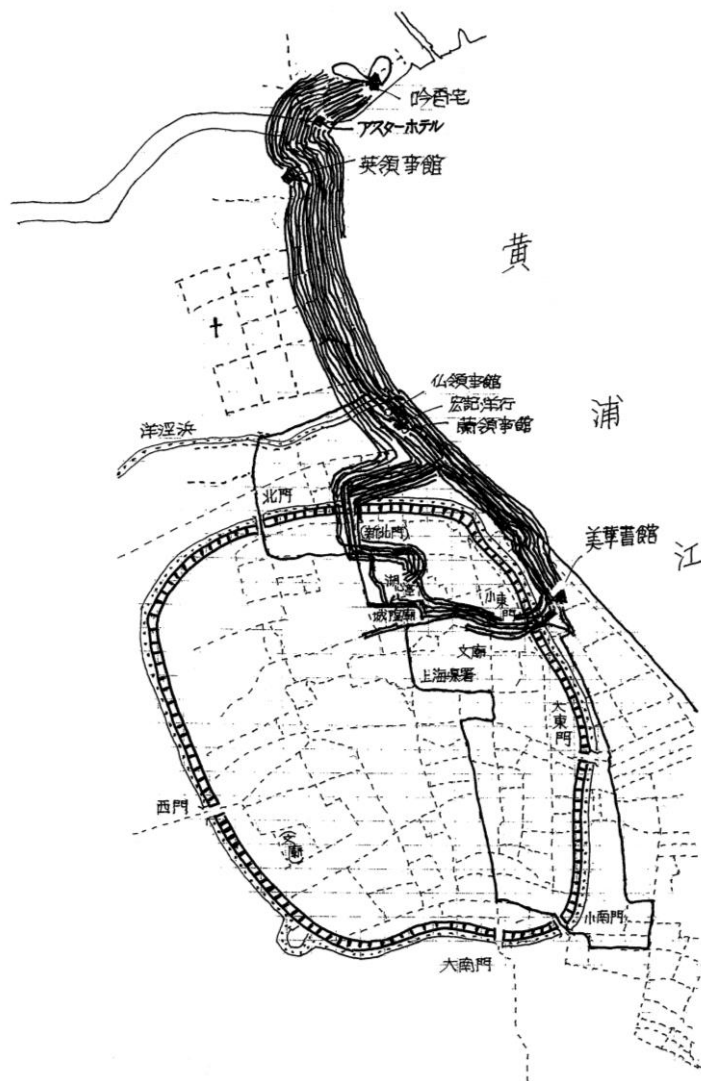 吟香宅
アスターホテル
英領事館
黄
浦
江
仏領事館
宏記洋行
蘭領事館
洋涇浜
北門
(新北門)
美華書館
小東門
城隍廟
文廟
上海県署
大東門
西門
(文廟)
小南門
大南門